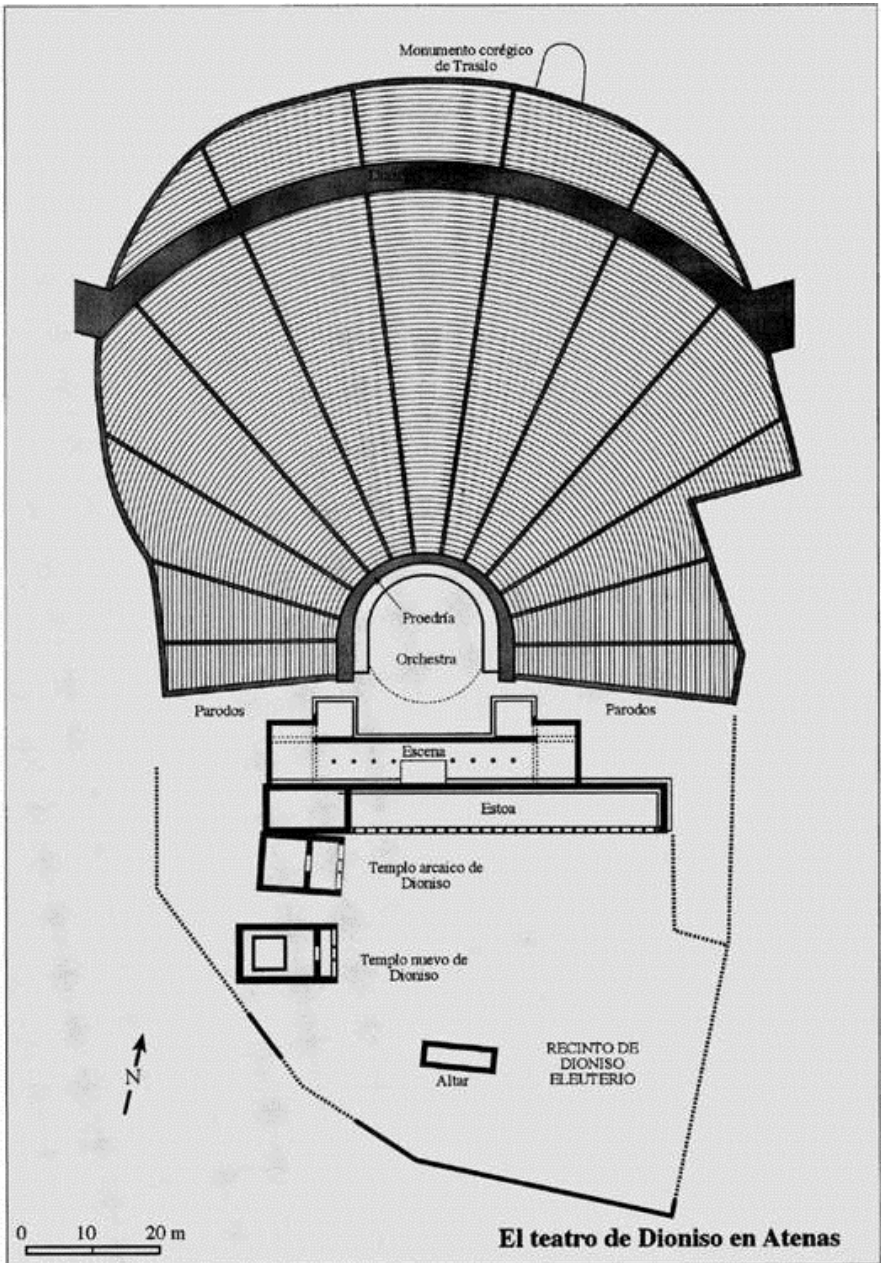 Monumento corégico
de Trasilo
Proedría
Orchestra
Parodos
Parodos
Escena
Estoa
Templo arcaico de
Dioniso
Templo nuevo de
Dioniso
RECINTO DE
DIONISO
ELEUTERIO
Altar
N
0 10 20 m
El teatro de Dioniso en Atenas